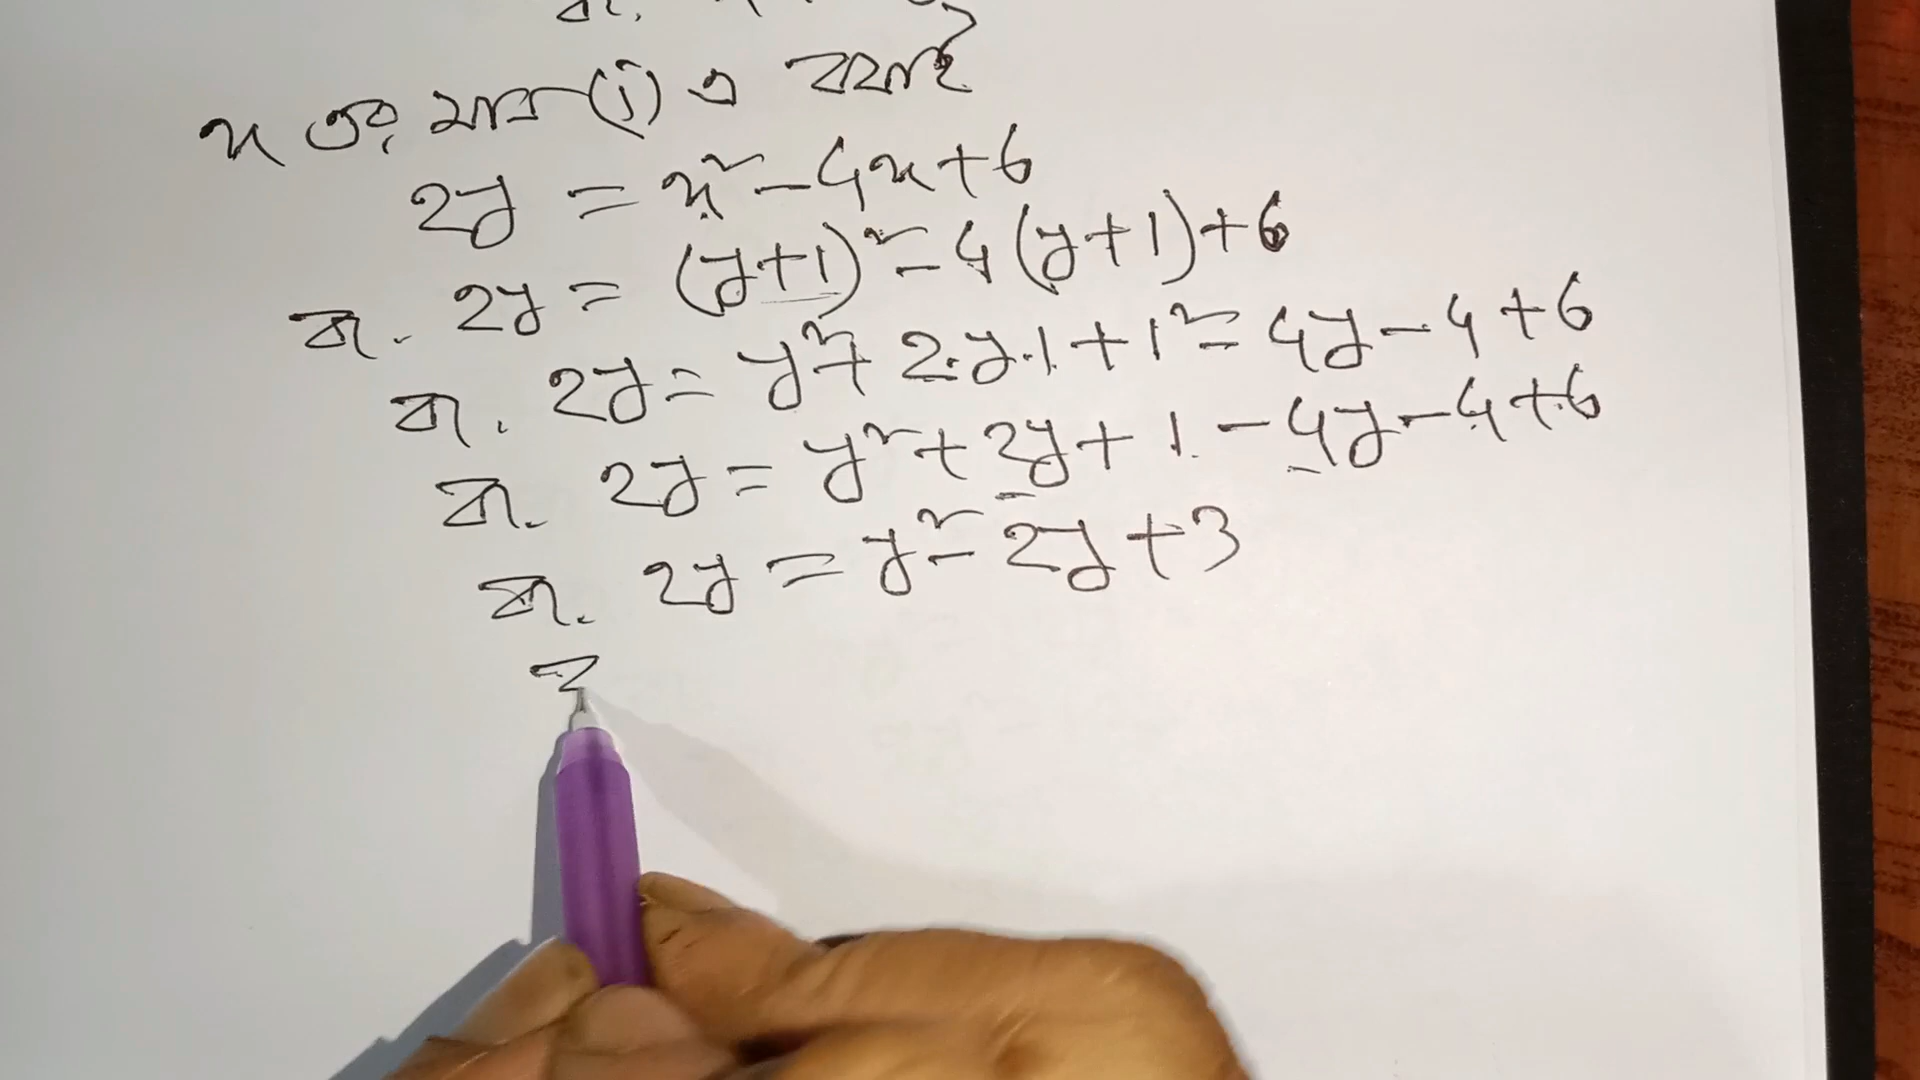 বা.
x এর মান (i) এ বসাই
2y = x² - 4x + 6
বা. 2y = (y+1)² - 4(y+1) + 6
বা. 2y = y² + 2.y.1 + 1² = 4y - 4 + 6
বা. 2y = y² + 2y + 1 - 4y - 4 + 6
বা. 2y = y² - 2y + 3